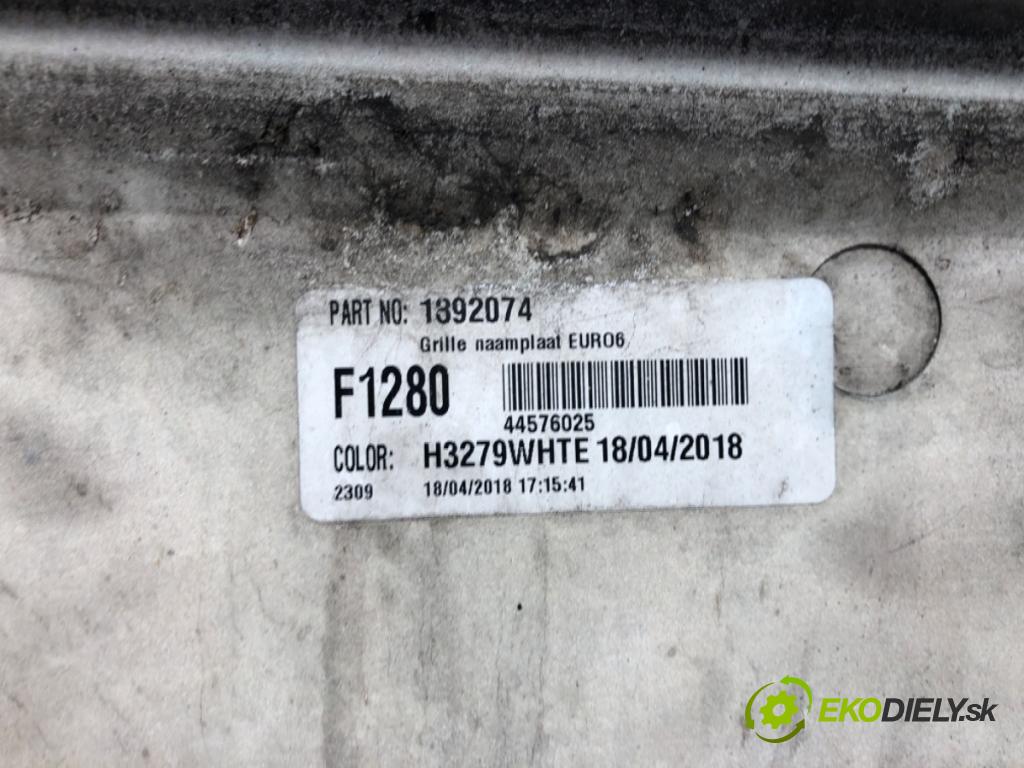 PART NO: 1892074
Grille naamplaat EURO6
F1280
44576025
COLOR: H3279WHTE 18/04/2018
2309 18/04/2018 17:15:41
EKODIELY.sk